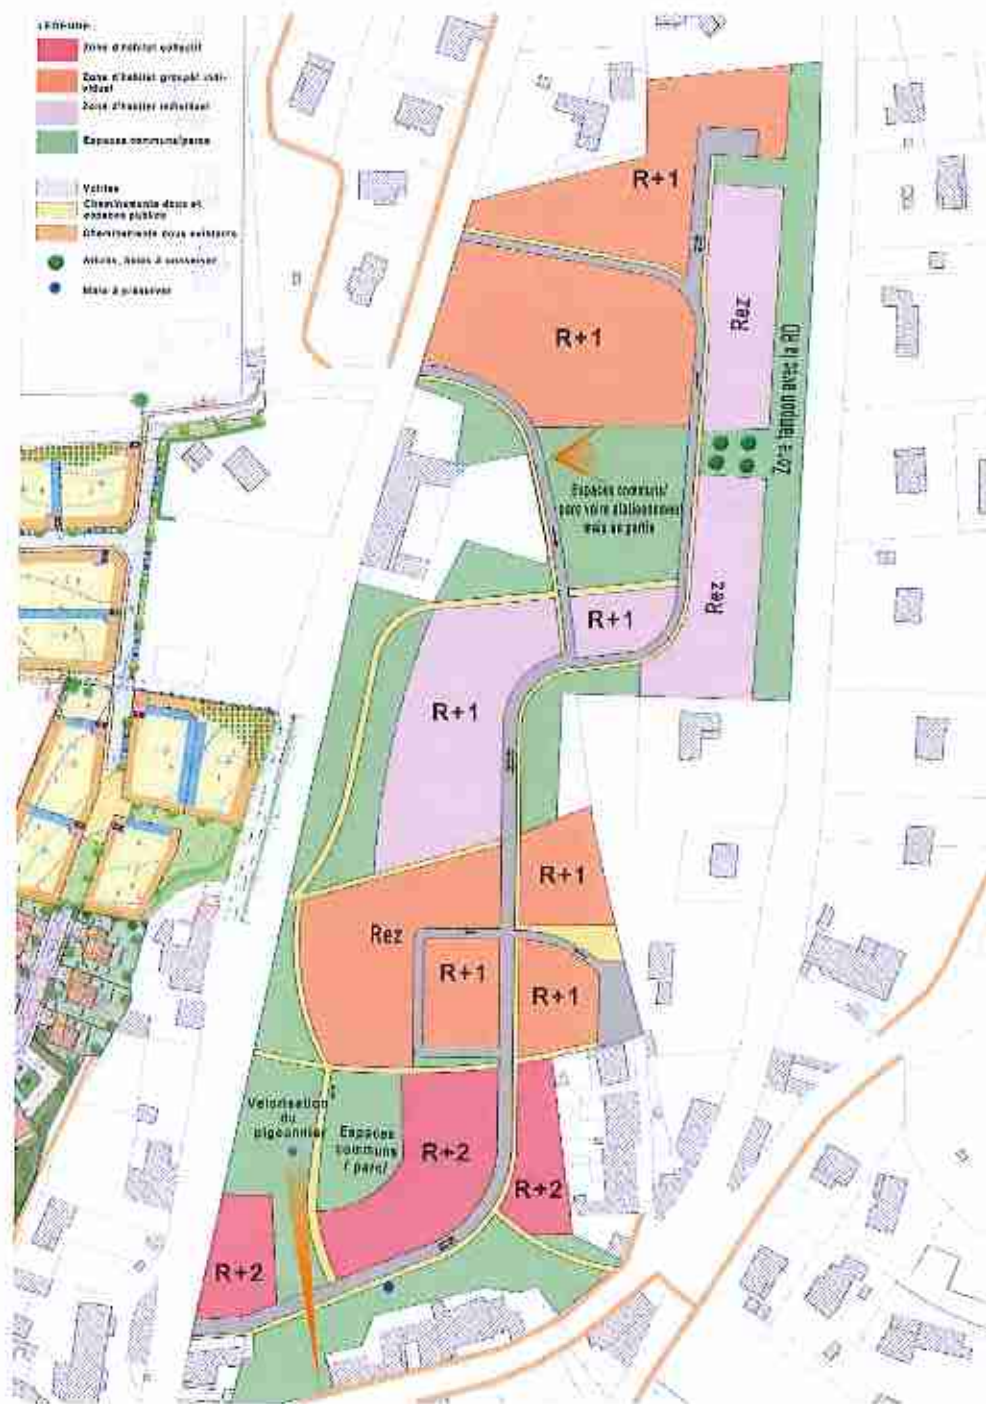 LEGENDE :
Zone d'habitat collectif
Zone d'habitat groupé/ indi-
viduel
Zone d'habitat individuel
Espaces communs/parcs
Voiries
Cheminements doux et
espaces publics
Cheminements doux existants
Arbres, haies à conserver
R+1
Rez
R+1
Zone tampon avec la RD
Espaces communs/
parc voire stationnement
mais en partie
Rez
R+1
R+1
R+1
Rez
R+1
R+1
Valorisation
du
pigeonnier
Espaces
communs
/ parc/
R+2
R+2
R+2